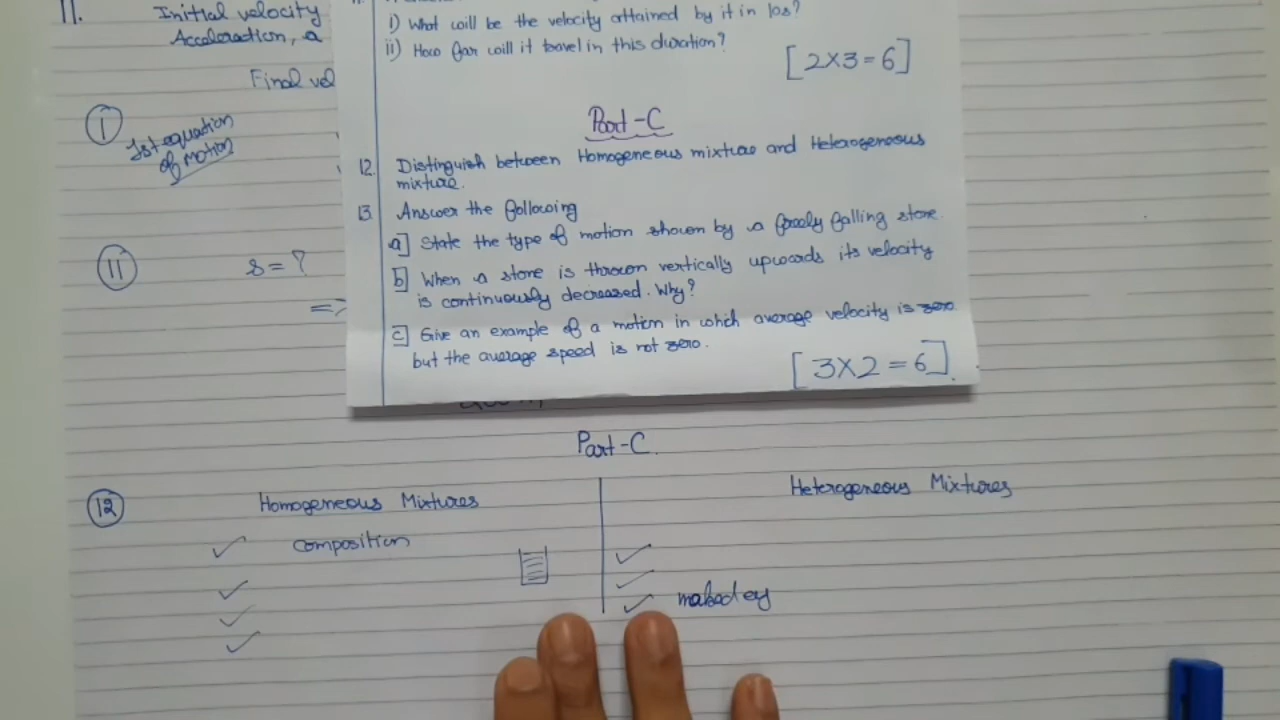 11.
Initial velocity
Acceleration, a
Final vel
I
Ist equation
of Motion
II
s = ?
=>
i) What will be the velocity attained by it in 10s?
ii) How far will it travel in this duration?
[2×3=6]
Part-C
12. Distinguish between Homogeneous mixture and Heterogeneous
mixture.
13. Answer the following
a] State the type of motion shown by a freely falling stone.
b] When a stone is thrown vertically upwards its velocity
is continuously decreased. Why?
c] Give an example of a motion in which average velocity is zero
but the average speed is not zero.
[3×2=6].
Part-C.
12
Homogeneous Mixtures
Heterogeneous Mixtures
composition